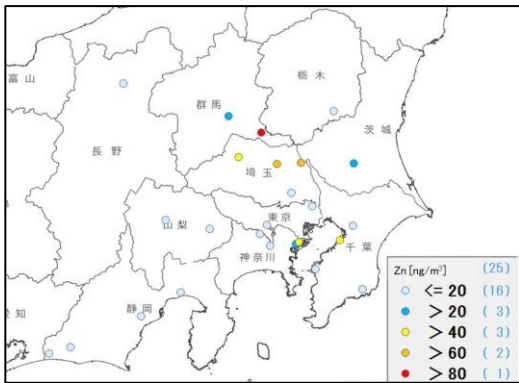 富山
栃木
群馬
茨城
長野
埼玉
山梨
東京
千葉
神奈川
静岡
愛知
Zn [ng/m³] (25)
<= 20 (16)
> 20 (3)
> 40 (3)
> 60 (2)
> 80 (1)